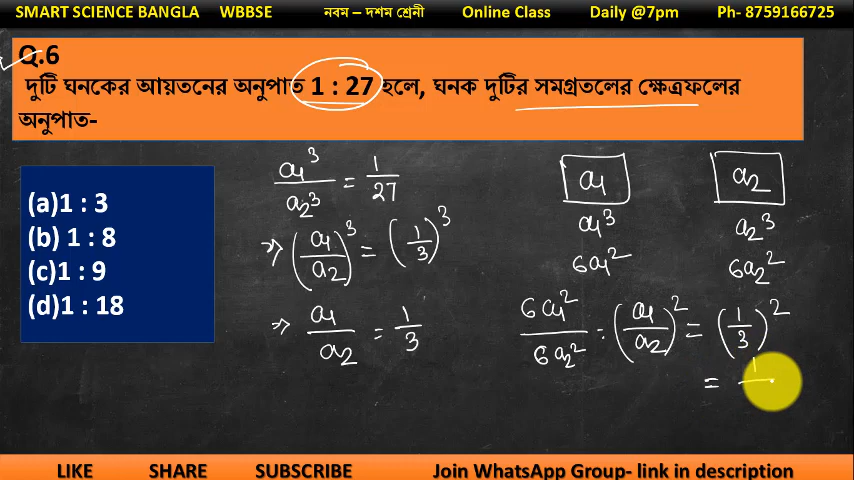 SMART SCIENCE BANGLA WBBSE নবম – দশম শ্রেনী Online Class Daily @7pm Ph- 8759166725
Q.6
দুটি ঘনকের আয়তনের অনুপাত 1 : 27 হলে, ঘনক দুটির সমগ্রতলের ক্ষেত্রফলের
অনুপাত-
(a)1 : 3
(b) 1 : 8
(c)1 : 9
(d)1 : 18
a₁³/a₂³ = 1/27
⇒ (a₁/a₂)³ = (1/3)³
⇒ a₁/a₂ = 1/3
a₁ a₂
a₁³ a₂³
6a₁² 6a₂²
6a₁²/6a₂² = (a₁/a₂)² = (1/3)²
= 1/
LIKE SHARE SUBSCRIBE Join WhatsApp Group- link in description